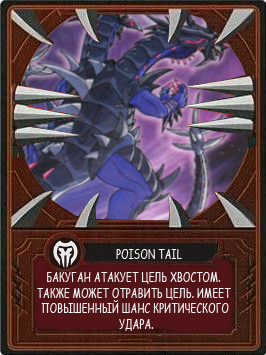 POISON TAIL
БАКУГАН АТАКУЕТ ЦЕЛЬ ХВОСТОМ.
ТАКЖЕ МОЖЕТ ОТРАВИТЬ ЦЕЛЬ. ИМЕЕТ
ПОВЫШЕННЫЙ ШАНС КРИТИЧЕСКОГО
УДАРА.